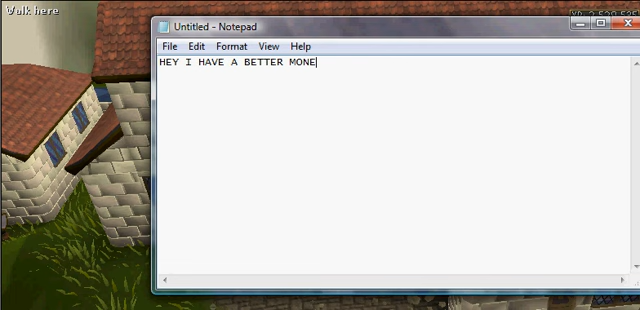 Walk here
Untitled - Notepad
File Edit Format View Help
HEY I HAVE A BETTER MONE